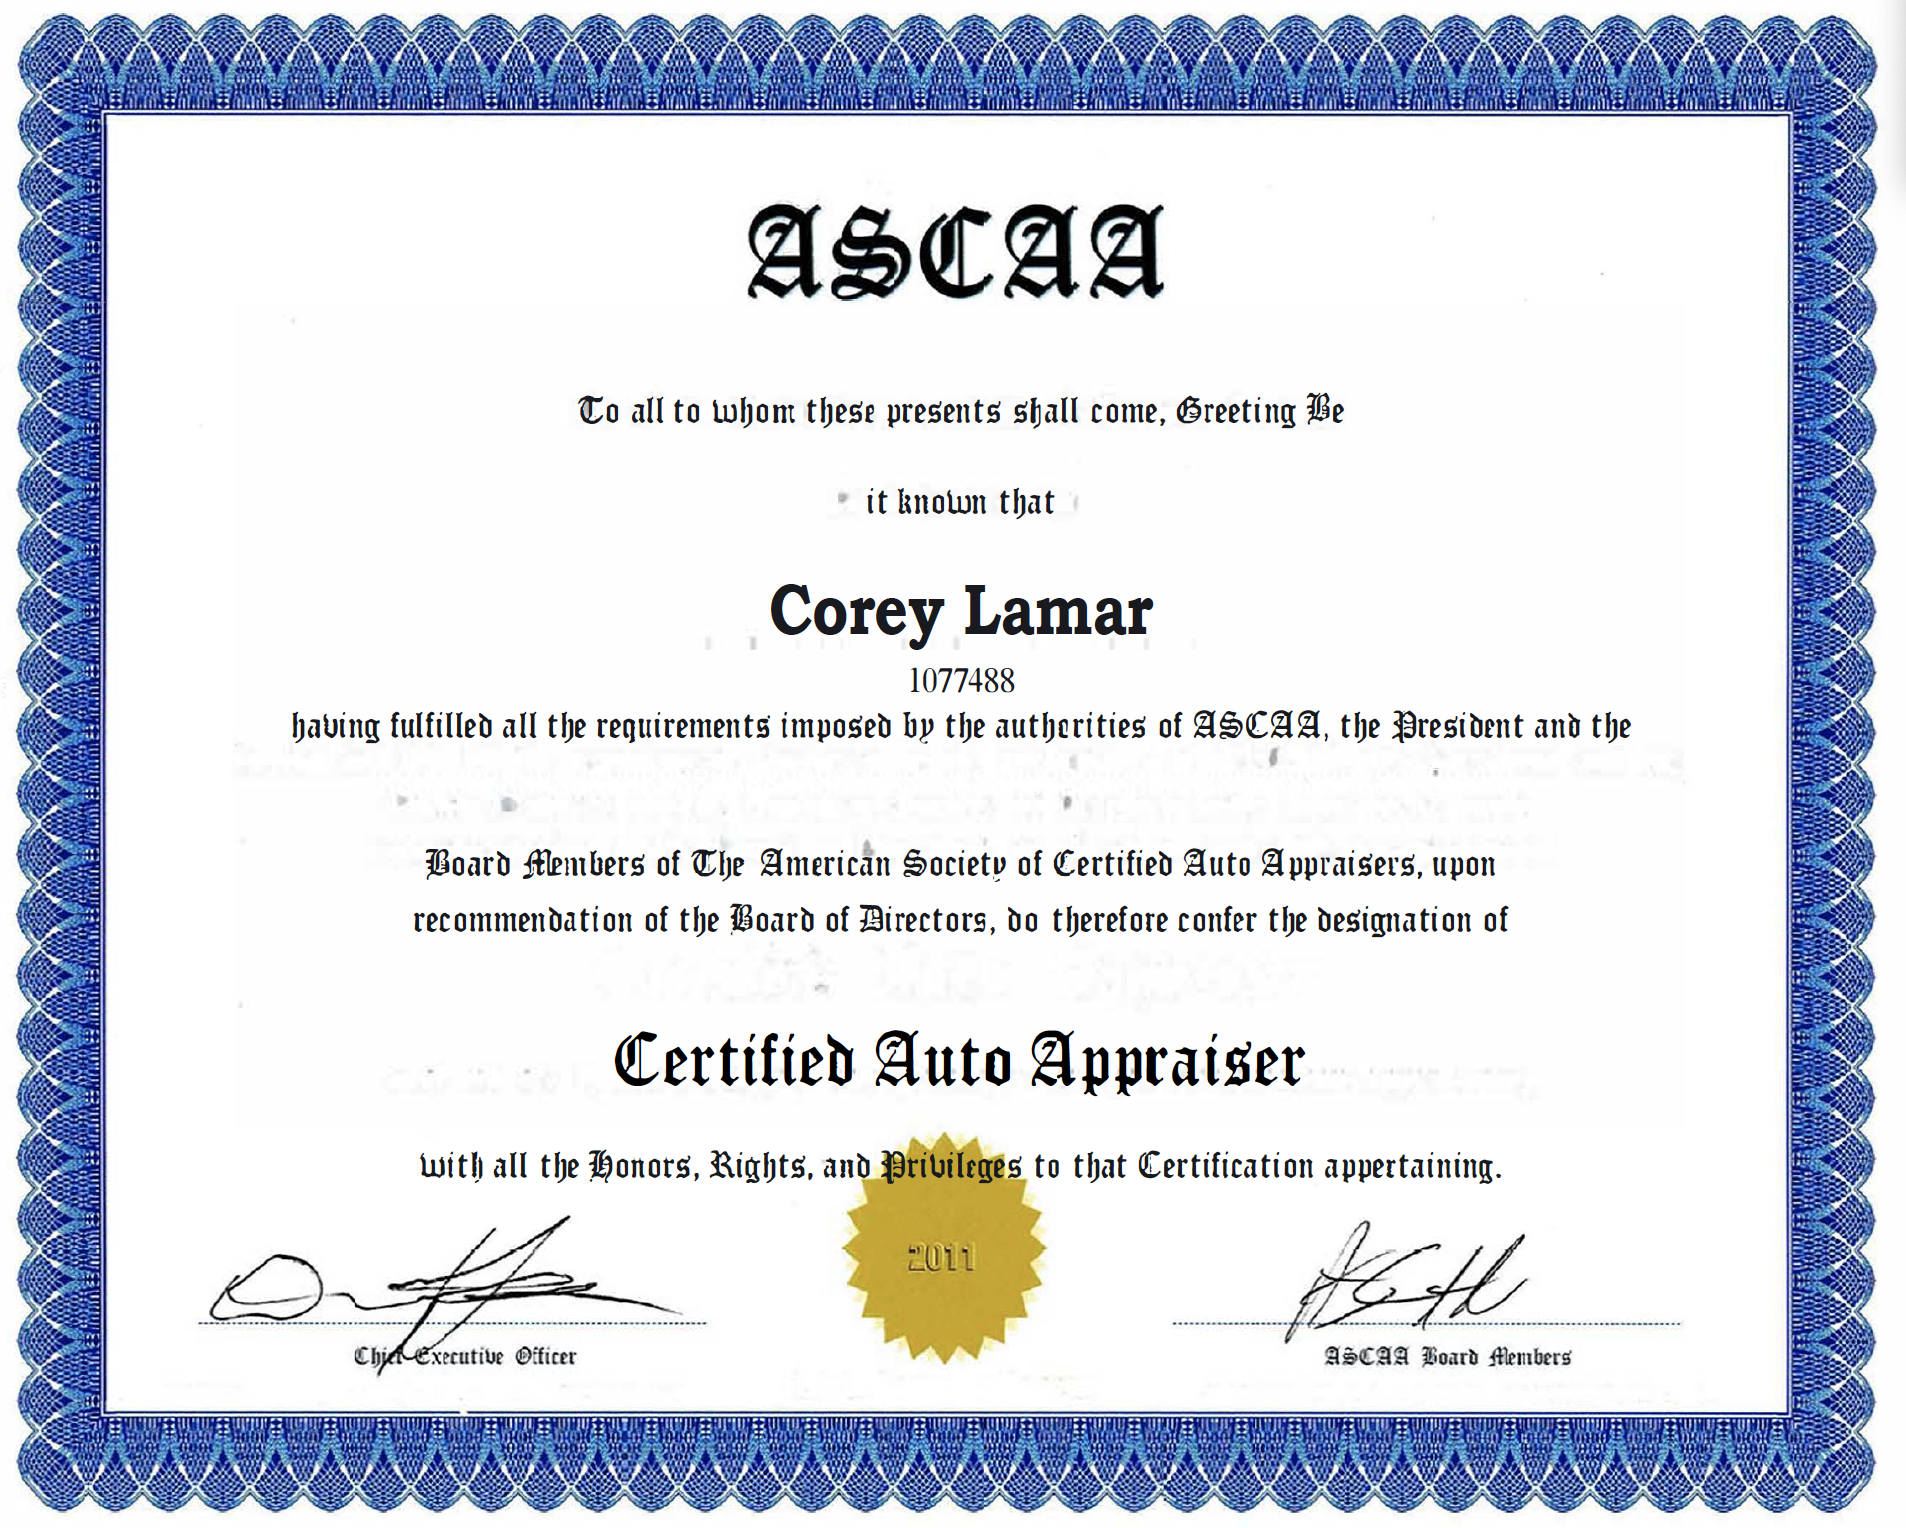 ASCAA
To all to whom these presents shall come, Greeting Be
it known that
Corey Lamar
1077488
having fulfilled all the requirements imposed by the authorities of ASCAA, the President and the
Board Members of The American Society of Certified Auto Appraisers, upon
recommendation of the Board of Directors, do therefore confer the designation of
Certified Auto Appraiser
with all the Honors, Rights, and Privileges to that Certification appertaining.
2011
Chief Executive Officer
ASCAA Board Members